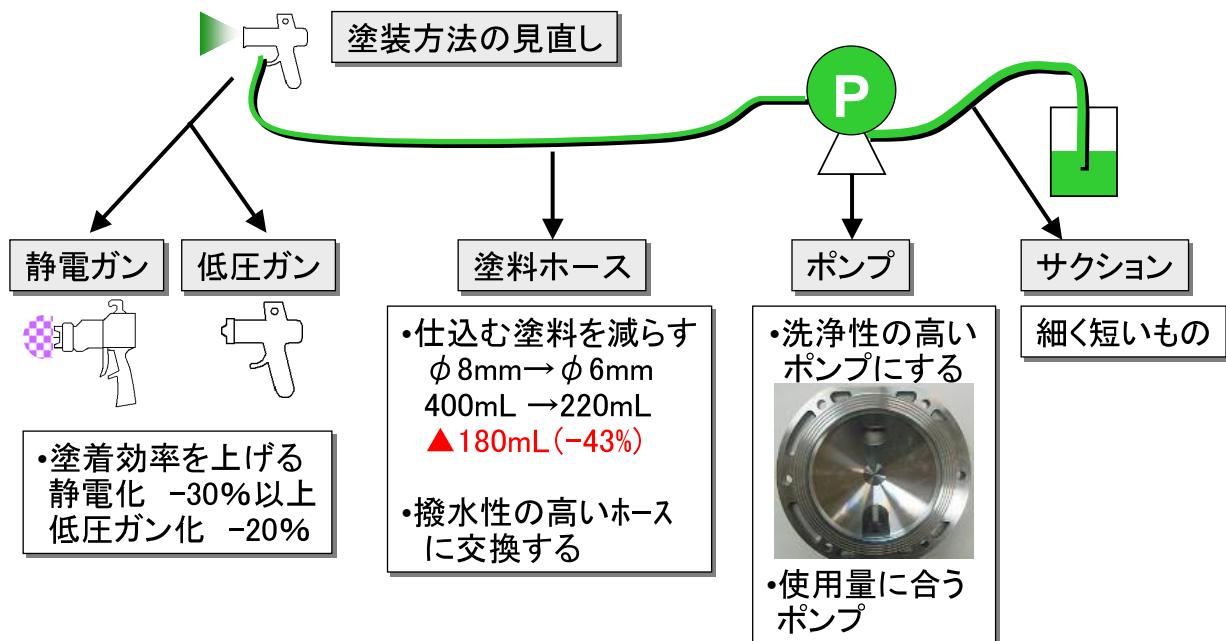 塗装方法の見直し
P
静電ガン
低圧ガン
塗料ホース
ポンプ
サクション
•塗着効率を上げる
静電化 -30%以上
低圧ガン化 -20%
•仕込む塗料を減らす
φ8mm→φ6mm
400mL →220mL
▲180mL(-43%)
•撥水性の高いホース
に交換する
•洗浄性の高い
ポンプにする
•使用量に合う
ポンプ
細く短いもの